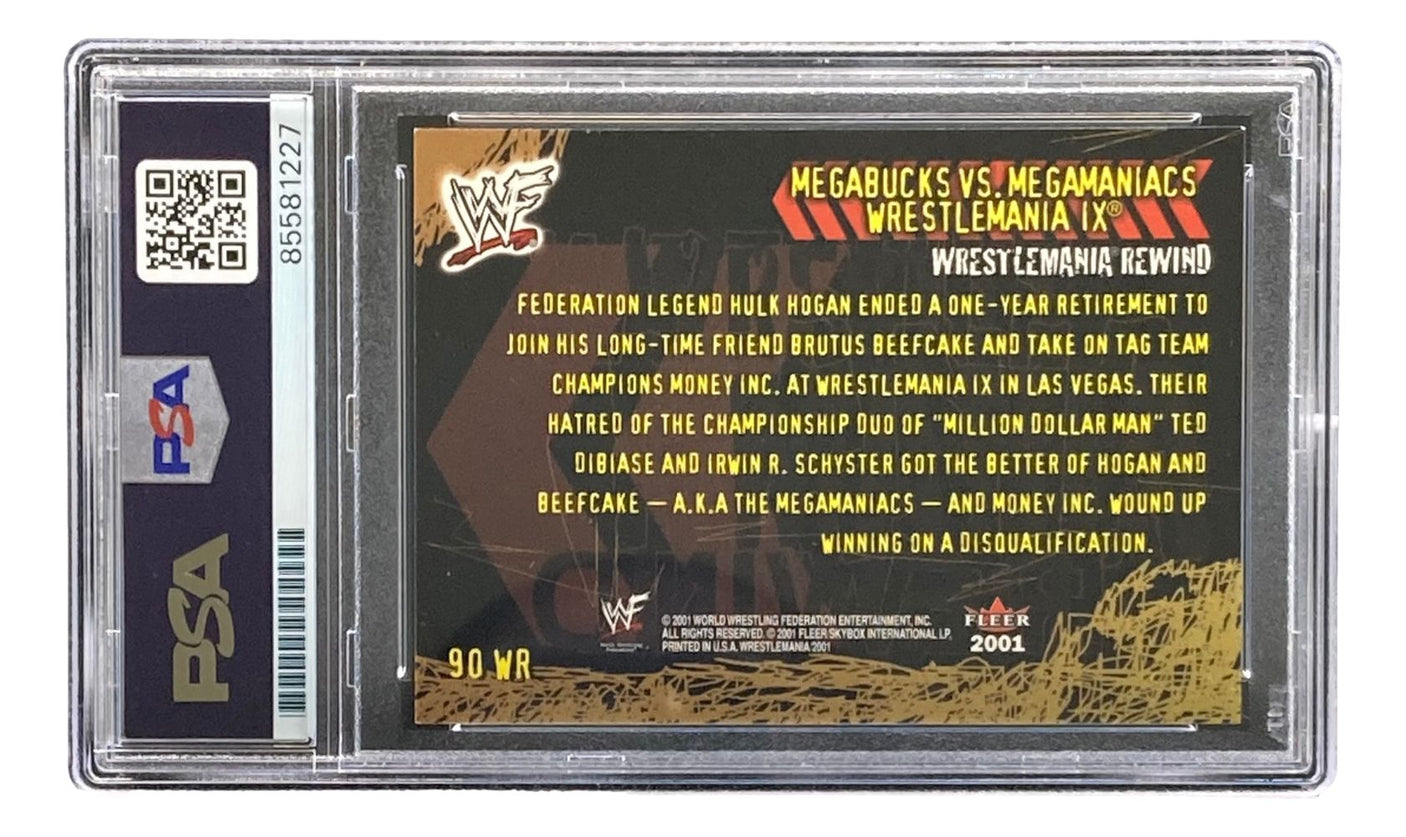 85581227
PSA
PSA
WWF
MEGABUCKS VS. MEGAMANIACS
WRESTLEMANIA IX®
WRESTLEMANIA REWIND
FEDERATION LEGEND HULK HOGAN ENDED A ONE-YEAR RETIREMENT TO
JOIN HIS LONG-TIME FRIEND BRUTUS BEEFCAKE AND TAKE ON TAG TEAM
CHAMPIONS MONEY INC. AT WRESTLEMANIA IX IN LAS VEGAS. THEIR
HATRED OF THE CHAMPIONSHIP DUO OF "MILLION DOLLAR MAN" TED
DIBIASE AND IRWIN R. SCHYSTER GOT THE BETTER OF HOGAN AND
BEEFCAKE — A.K.A THE MEGAMANIACS — AND MONEY INC. WOUND UP
WINNING ON A DISQUALIFICATION.
WWF
© 2001 WORLD WRESTLING FEDERATION ENTERTAINMENT, INC.
ALL RIGHTS RESERVED. © 2001 FLEER SKYBOX INTERNATIONAL LP.
PRINTED IN U.S.A. WRESTLEMANIA 2001
FLEER
2001
90 WR